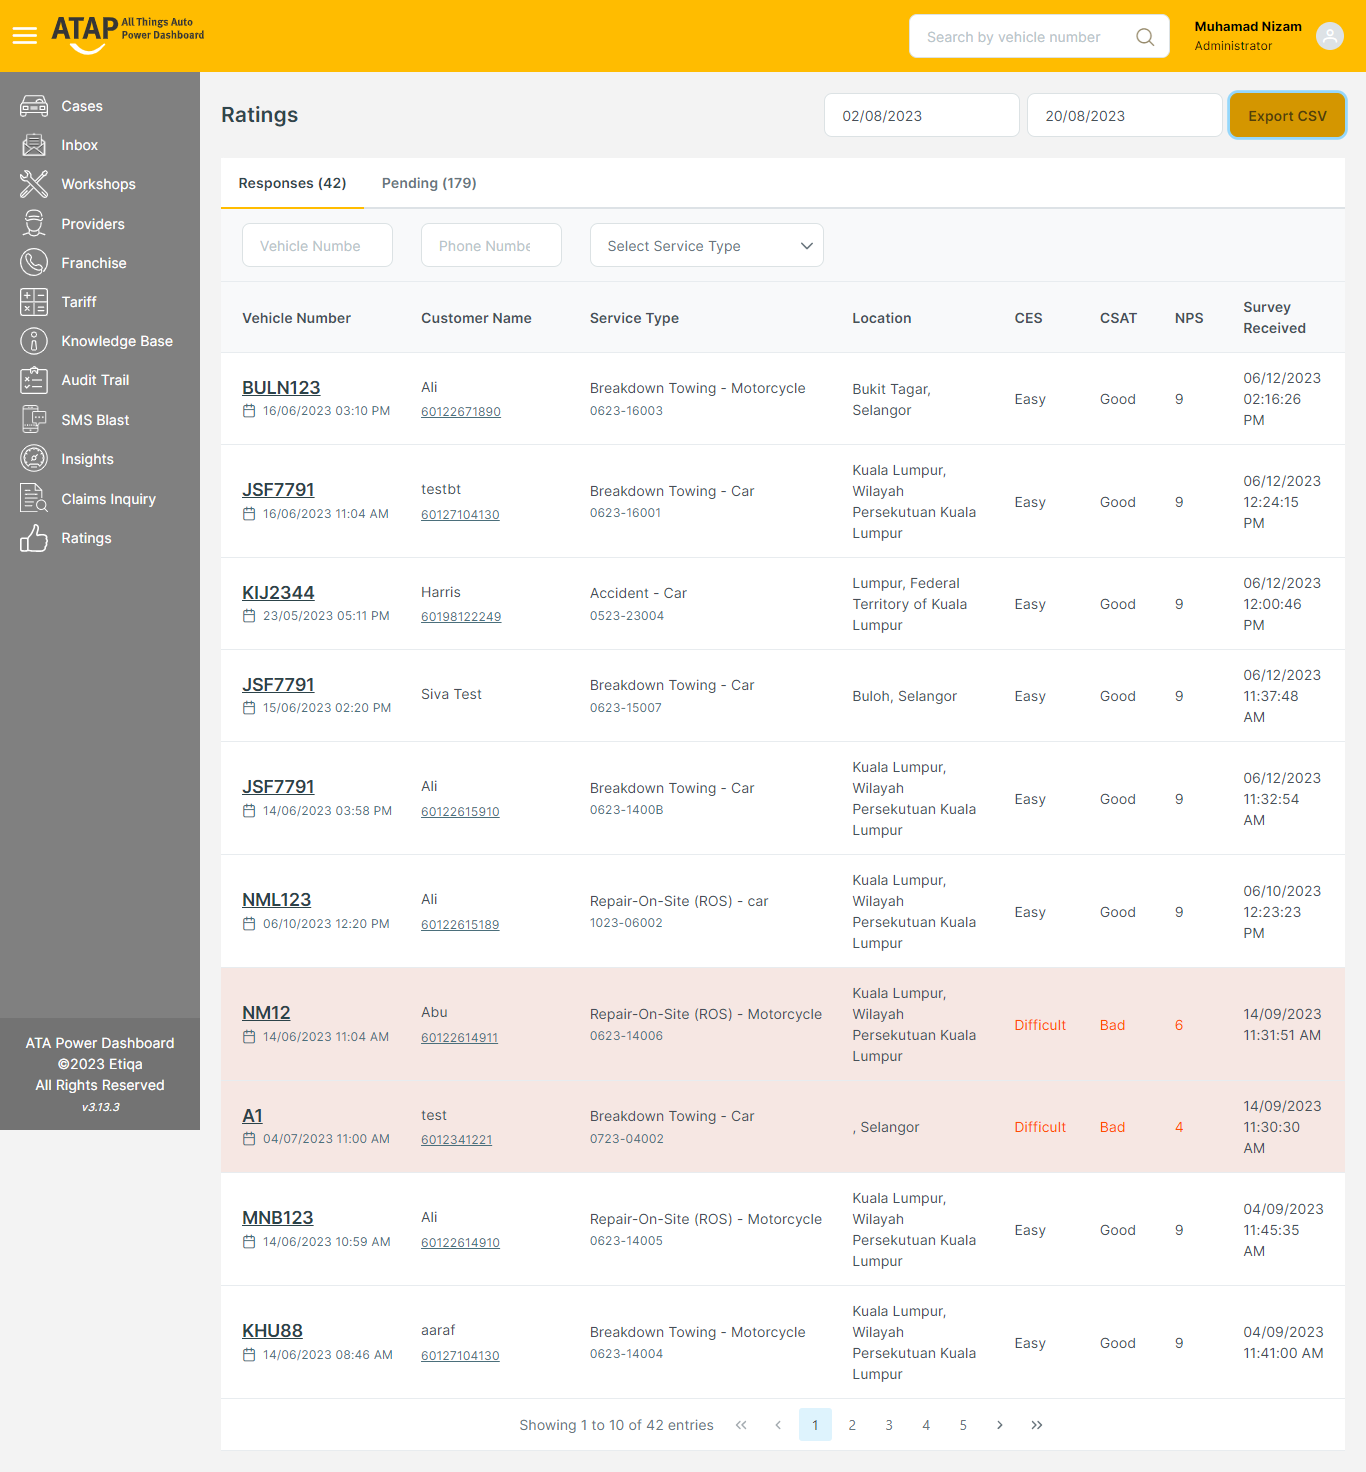 ATAP All Things Auto
Power Dashboard
Search by vehicle number
Muhamad Nizam
Administrator
Cases
Inbox
Workshops
Providers
Franchise
Tariff
Knowledge Base
Audit Trail
SMS Blast
Insights
Claims Inquiry
Ratings
ATA Power Dashboard
©2023 Etiqa
All Rights Reserved
v3.13.3
Ratings
02/08/2023
20/08/2023
Export CSV
Responses (42)
Pending (179)
Vehicle Numbe
Phone Numbe
Select Service Type
Vehicle Number
Customer Name
Service Type
Location
CES
CSAT
NPS
Survey
Received
BULN123
16/06/2023 03:10 PM
Ali
60122671890
Breakdown Towing - Motorcycle
0623-16003
Bukit Tagar,
Selangor
Easy
Good
9
06/12/2023
02:16:26
PM
JSF7791
16/06/2023 11:04 AM
testbt
60127104130
Breakdown Towing - Car
0623-16001
Kuala Lumpur,
Wilayah
Persekutuan Kuala
Lumpur
Easy
Good
9
06/12/2023
12:24:15
PM
KIJ2344
23/05/2023 05:11 PM
Harris
60198122249
Accident - Car
0523-23004
Lumpur, Federal
Territory of Kuala
Lumpur
Easy
Good
9
06/12/2023
12:00:46
PM
JSF7791
15/06/2023 02:20 PM
Siva Test
Breakdown Towing - Car
0623-15007
Buloh, Selangor
Easy
Good
9
06/12/2023
11:37:48
AM
JSF7791
14/06/2023 03:58 PM
Ali
60122615910
Breakdown Towing - Car
0623-1400B
Kuala Lumpur,
Wilayah
Persekutuan Kuala
Lumpur
Easy
Good
9
06/12/2023
11:32:54
AM
NML123
06/10/2023 12:20 PM
Ali
60122615189
Repair-On-Site (ROS) - car
1023-06002
Kuala Lumpur,
Wilayah
Persekutuan Kuala
Lumpur
Easy
Good
9
06/10/2023
12:23:23
PM
NM12
14/06/2023 11:04 AM
Abu
60122614911
Repair-On-Site (ROS) - Motorcycle
0623-14006
Kuala Lumpur,
Wilayah
Persekutuan Kuala
Lumpur
Difficult
Bad
6
14/09/2023
11:31:51 AM
A1
04/07/2023 11:00 AM
test
6012341221
Breakdown Towing - Car
0723-04002
, Selangor
Difficult
Bad
4
14/09/2023
11:30:30
AM
MNB123
14/06/2023 10:59 AM
Ali
60122614910
Repair-On-Site (ROS) - Motorcycle
0623-14005
Kuala Lumpur,
Wilayah
Persekutuan Kuala
Lumpur
Easy
Good
9
04/09/2023
11:45:35
AM
KHU88
14/06/2023 08:46 AM
aaraf
60127104130
Breakdown Towing - Motorcycle
0623-14004
Kuala Lumpur,
Wilayah
Persekutuan Kuala
Lumpur
Easy
Good
9
04/09/2023
11:41:00 AM
Showing 1 to 10 of 42 entries « ‹ 1 2 3 4 5 › »